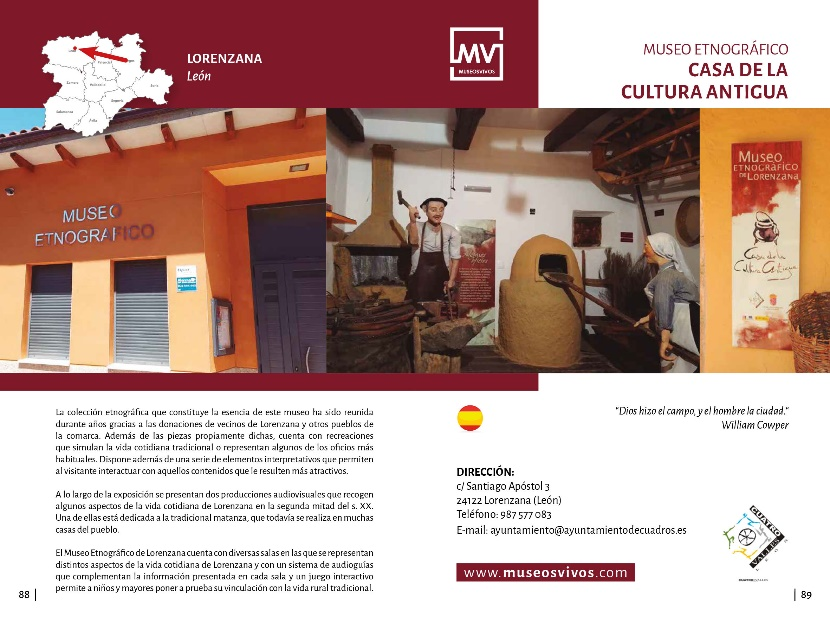 LORENZANA
León
MV
MUSEOSVIVOS
MUSEO ETNOGRÁFICO
CASA DE LA
CULTURA ANTIGUA
MUSEO
ETNOGRÁFICO
Museo
ETNOGRÁFICO
DE LORENZANA
Casa de la
Cultura Antigua
La colección etnográfica que constituye la esencia de este museo ha sido reunida
durante años gracias a las donaciones de vecinos de Lorenzana y otros pueblos de
la comarca. Además de las piezas propiamente dichas, cuenta con recreaciones
que simulan la vida cotidiana tradicional o representan algunos de los oficios más
habituales. Dispone además de una serie de elementos interpretativos que permiten
al visitante interactuar con aquellos contenidos que le resulten más atractivos.
A lo largo de la exposición se presentan dos producciones audiovisuales que recogen
algunos aspectos de la vida cotidiana de Lorenzana en la segunda mitad del s. XX.
Una de ellas está dedicada a la tradicional matanza, que todavía se realiza en muchas
casas del pueblo.
El Museo Etnográfico de Lorenzana cuenta con diversas salas en las que se representan
distintos aspectos de la vida cotidiana de Lorenzana y con un sistema de audioguías
que complementan la información presentada en cada sala y un juego interactivo
permite a niños y mayores poner a prueba su vinculación con la vida rural tradicional.
88
"Dios hizo el campo, y el hombre la ciudad."
William Cowper
DIRECCIÓN:
c/ Santiago Apóstol 3
24122 Lorenzana (León)
Teléfono: 987 577 083
E-mail: ayuntamiento@ayuntamientodecuadros.es
CUATRO
VALLES
www.museosvivos.com
89